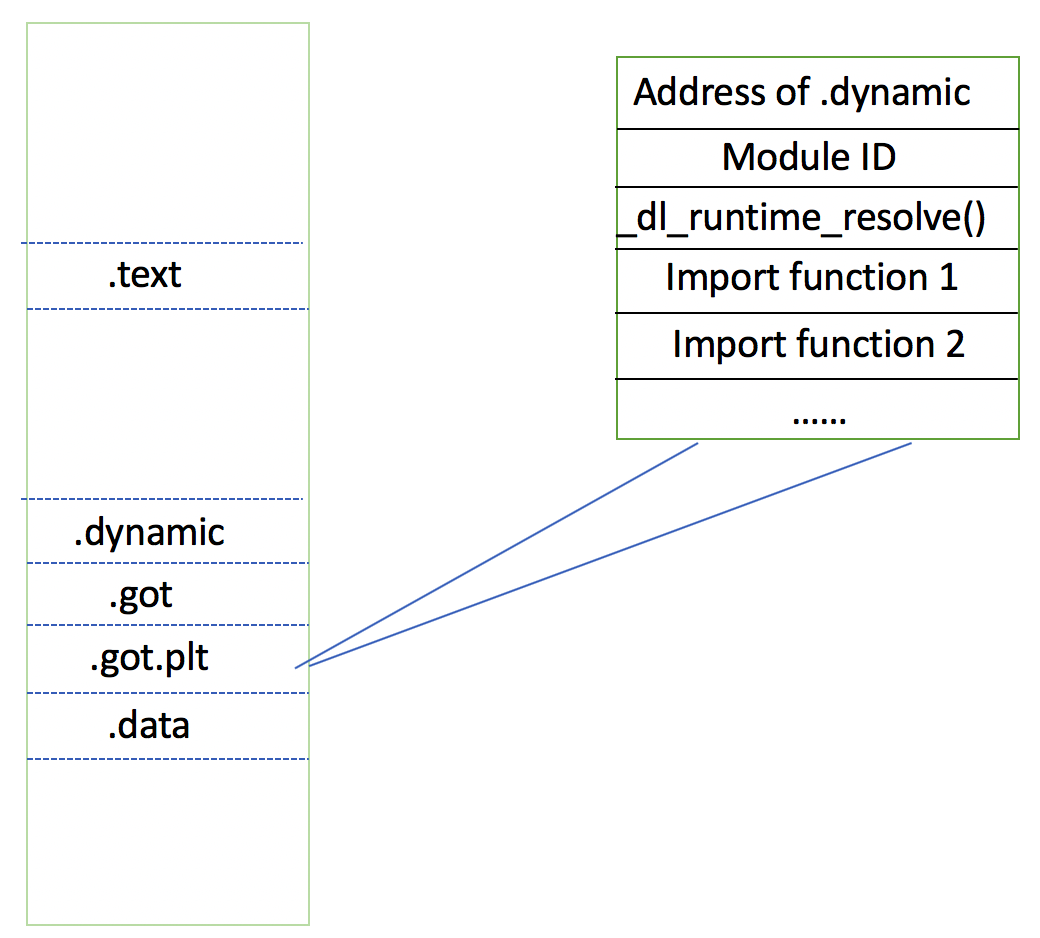 .text
.dynamic
.got
.got.plt
.data
Address of .dynamic
Module ID
_dl_runtime_resolve()
Import function 1
Import function 2
......